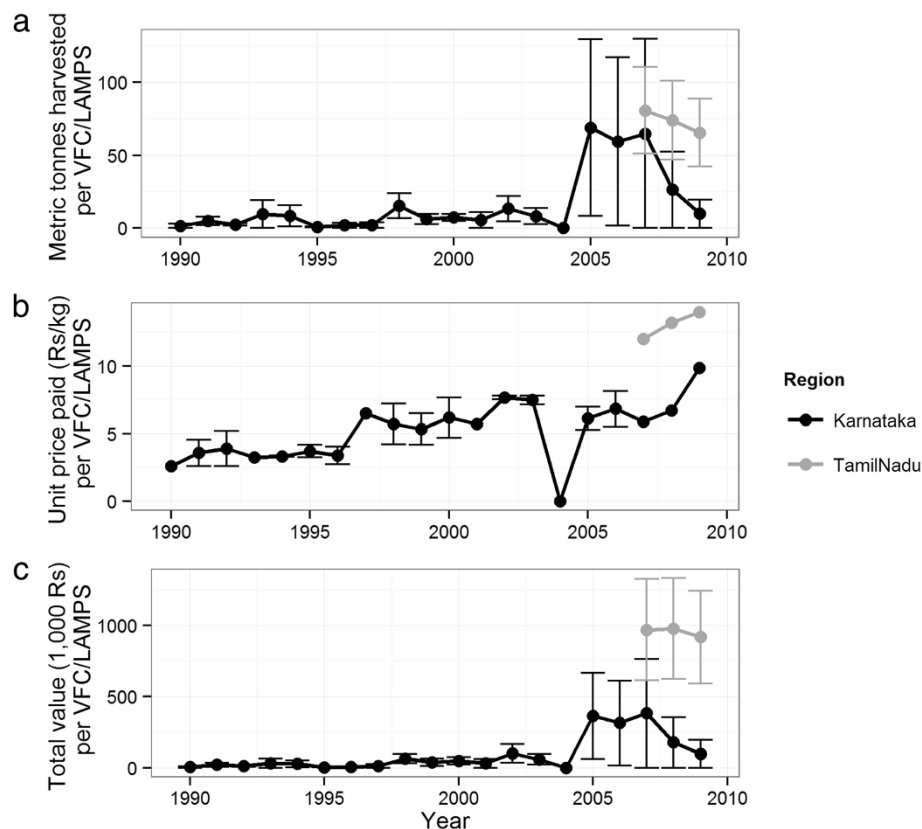 a
Metric tonnes harvested
per VFC/LAMPS
100
50
0
1990 1995 2000 2005 2010
b
Unit price paid (Rs/kg)
per VFC/LAMPS
10
5
0
1990 1995 2000 2005 2010
Region
Karnataka
TamilNadu
c
Total value (1,000 Rs)
per VFC/LAMPS
1000
500
0
1990 1995 2000 2005 2010
Year